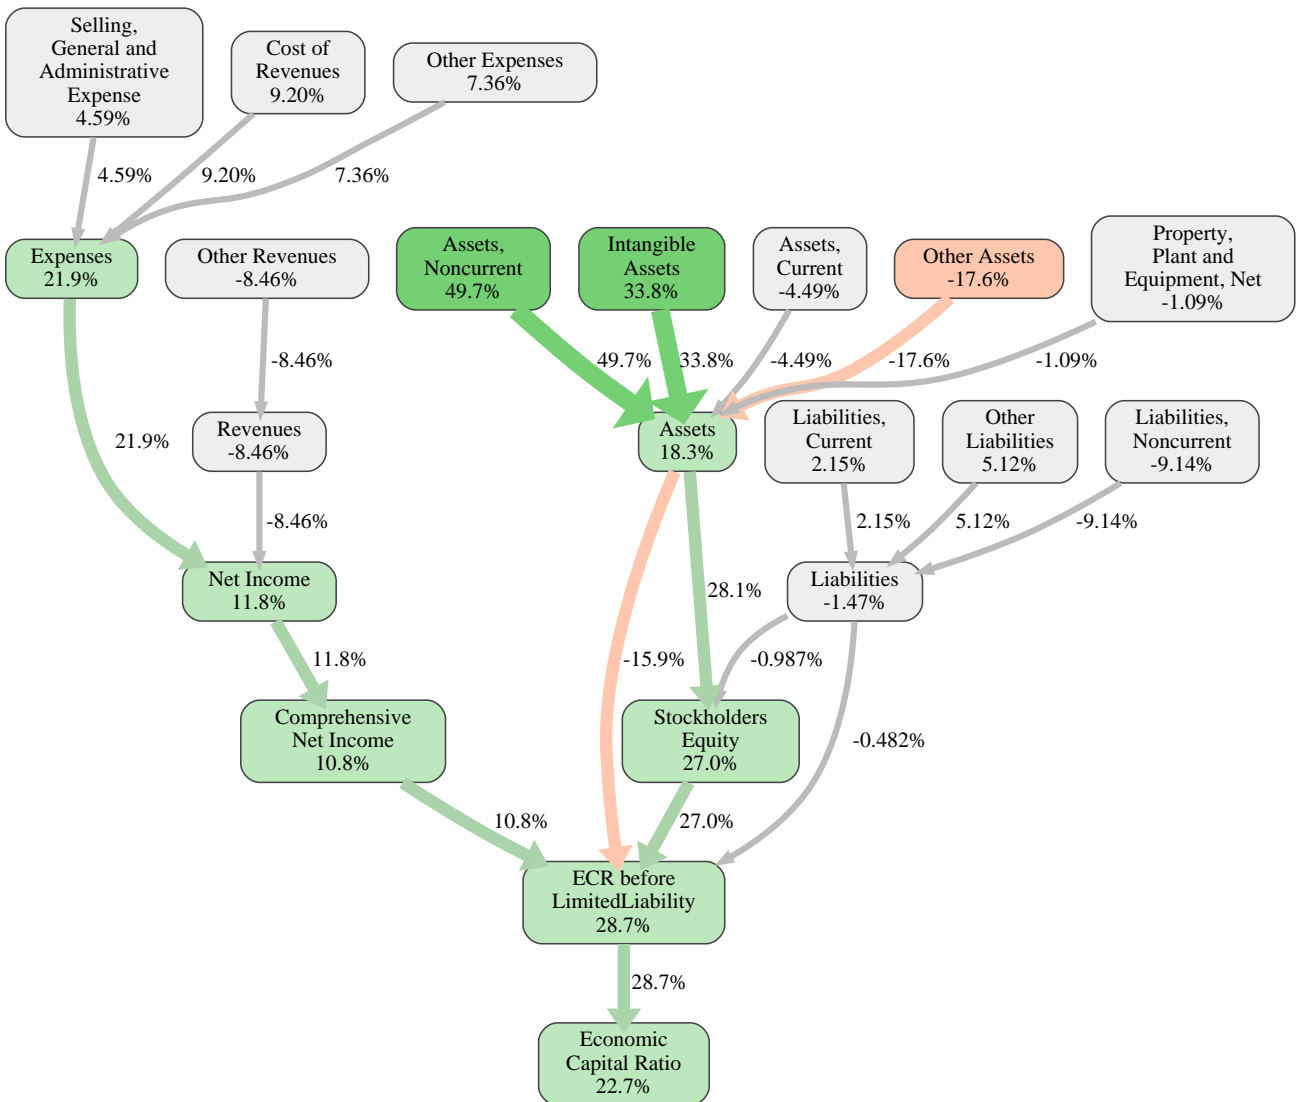 Selling,
General and
Administrative
Expense
4.59%
Cost of
Revenues
9.20%
Other Expenses
7.36%
4.59%
9.20%
7.36%
Expenses
21.9%
Other Revenues
-8.46%
Assets,
Noncurrent
49.7%
Intangible
Assets
33.8%
Assets,
Current
-4.49%
Other Assets
-17.6%
Property,
Plant and
Equipment, Net
-1.09%
-8.46%
49.7%
33.8%
-4.49%
-17.6%
-1.09%
21.9%
Revenues
-8.46%
Assets
18.3%
Liabilities,
Current
2.15%
Other
Liabilities
5.12%
Liabilities,
Noncurrent
-9.14%
-8.46%
2.15%
5.12%
-9.14%
Net Income
11.8%
28.1%
Liabilities
-1.47%
11.8%
-15.9%
-0.987%
Comprehensive
Net Income
10.8%
Stockholders
Equity
27.0%
-0.482%
10.8%
27.0%
ECR before
LimitedLiability
28.7%
28.7%
Economic
Capital Ratio
22.7%